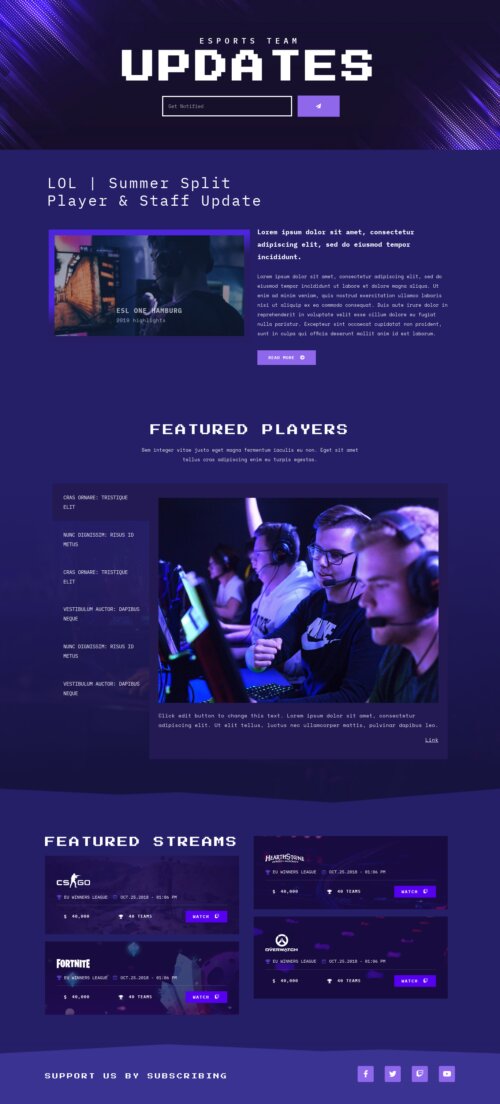 ESPORTS TEAM
UPDATES
Get Notified
LOL | Summer Split
Player & Staff Update
ESL ONE HAMBURG
2019 highlights
Lorem ipsum dolor sit amet, consectetur
adipiscing elit, sed do eiusmod tempor
incididunt.
Lorem ipsum dolor sit amet, consectetur adipiscing elit, sed do
eiusmod tempor incididunt ut labore et dolore magna aliqua. Ut
enim ad minim veniam, quis nostrud exercitation ullamco laboris
nisi ut aliquip ex ea commodo consequat. Duis aute irure dolor in
reprehenderit in voluptate velit esse cillum dolore eu fugiat
nulla pariatur. Excepteur sint occaecat cupidatat non proident,
sunt in culpa qui officia deserunt mollit anim id est laborum.
READ MORE
FEATURED PLAYERS
Sem integer vitae justo eget magna fermentum iaculis eu non. Eget sit amet
tellus cras adipiscing enim eu turpis egestas.
CRAS ORNARE: TRISTIQUE
ELIT
NUNC DIGNISSIM: RISUS ID
METUS
CRAS ORNARE: TRISTIQUE
ELIT
VESTIBULUM AUCTOR: DAPIBUS
NEQUE
NUNC DIGNISSIM: RISUS ID
METUS
VESTIBULUM AUCTOR: DAPIBUS
NEQUE
Click edit button to change this text. Lorem ipsum dolor sit amet, consectetur
adipiscing elit. Ut elit tellus, luctus nec ullamcorper mattis, pulvinar dapibus leo.
Link
FEATURED STREAMS
CS GO
EU WINNERS LEAGUE OCT.25.2018 - 01:06 PM
$ 40,000 40 TEAMS WATCH
FORTNITE
EU WINNERS LEAGUE OCT.25.2018 - 01:06 PM
$ 40,000 40 TEAMS WATCH
HEARTHSTONE
EU WINNERS LEAGUE OCT.25.2018 - 01:06 PM
$ 40,000 40 TEAMS WATCH
OVERWATCH
EU WINNERS LEAGUE OCT.25.2018 - 01:06 PM
$ 40,000 40 TEAMS WATCH
SUPPORT US BY SUBSCRIBING